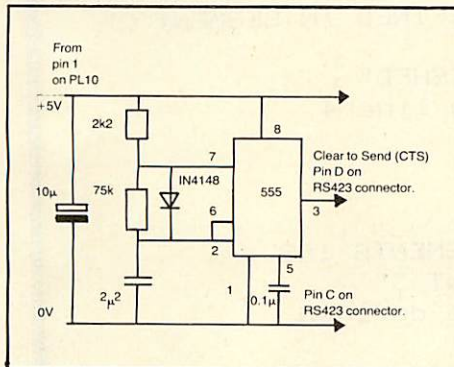 From
pin 1
on PL10
+5V
2k2
8
7
Clear to Send (CTS)
Pin D on
RS423 connector.
IN4148
75k
555
10µ
6
3
2
5
2µ2
1
0.1µ
Pin C on
RS423 connector.
0V